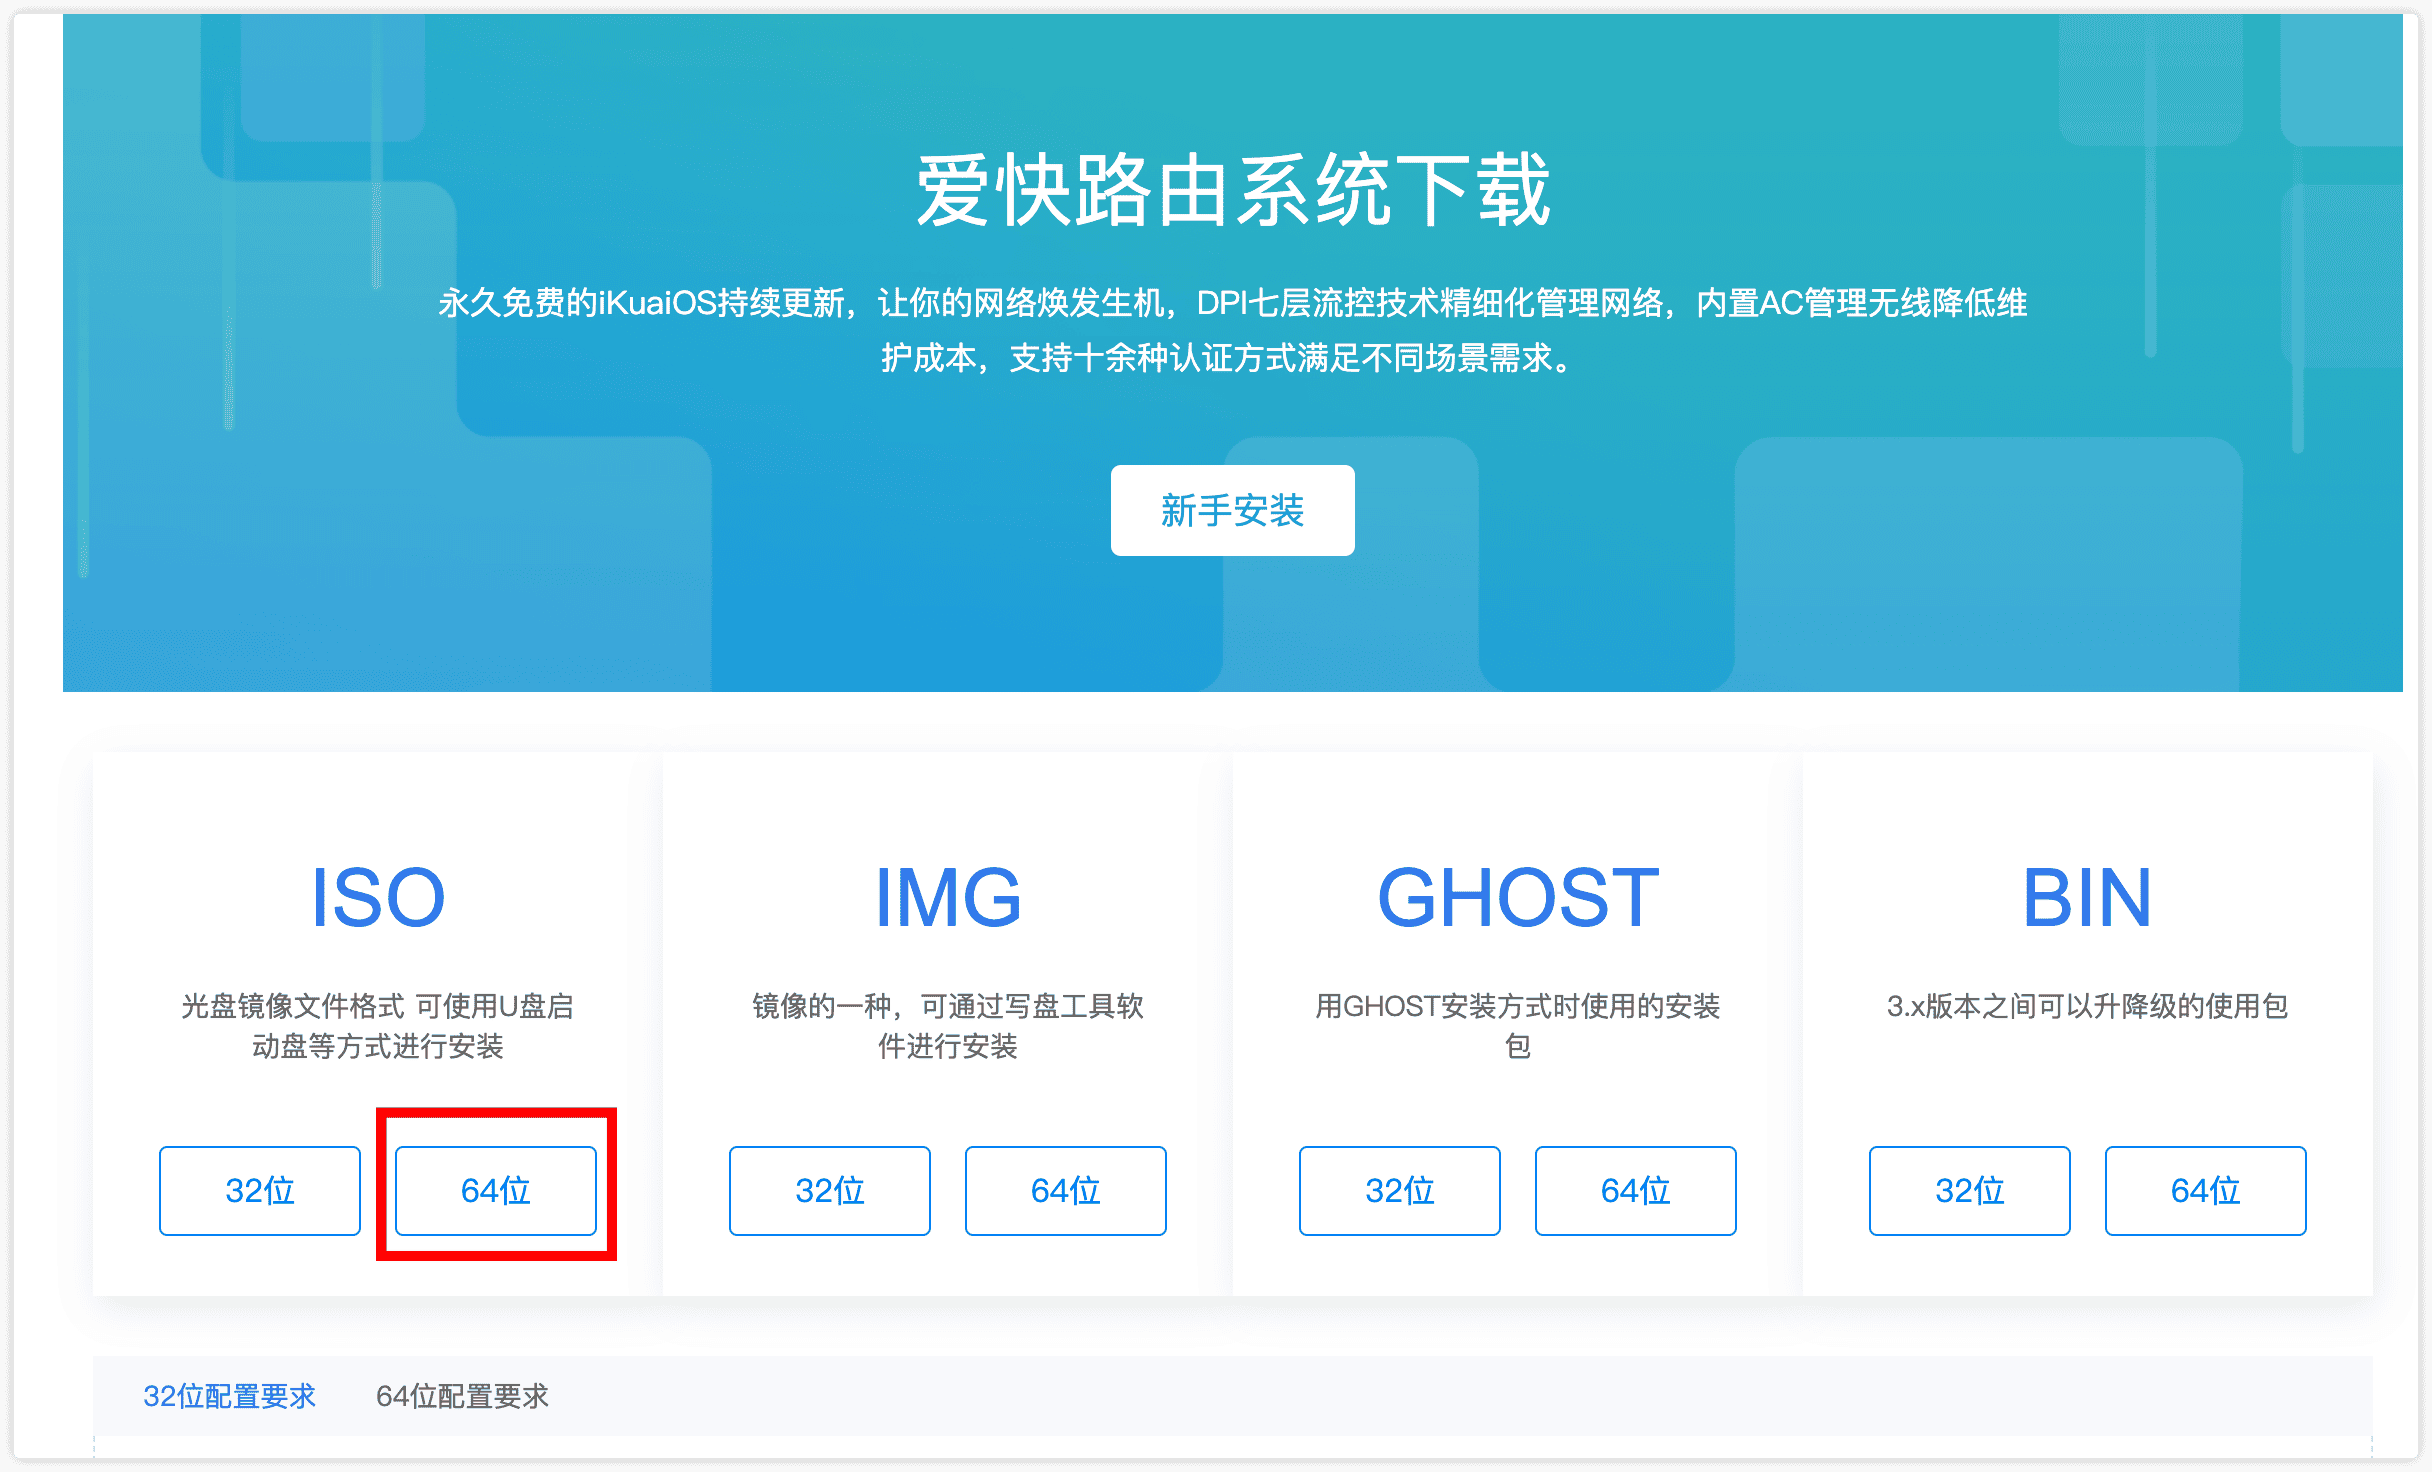 爱快路由系统下载
永久免费的iKuaiOS持续更新，让你的网络焕发生机，DPI七层流控技术精细化管理网络，内置AC管理无线降低维
护成本，支持十余种认证方式满足不同场景需求。
新手安装
ISO
光盘镜像文件格式 可使用U盘启
动盘等方式进行安装
32位
64位
IMG
镜像的一种，可通过写盘工具软
件进行安装
32位
64位
GHOST
用GHOST安装方式时使用的安装
包
32位
64位
BIN
3.x版本之间可以升降级的使用包
32位
64位
32位配置要求
64位配置要求